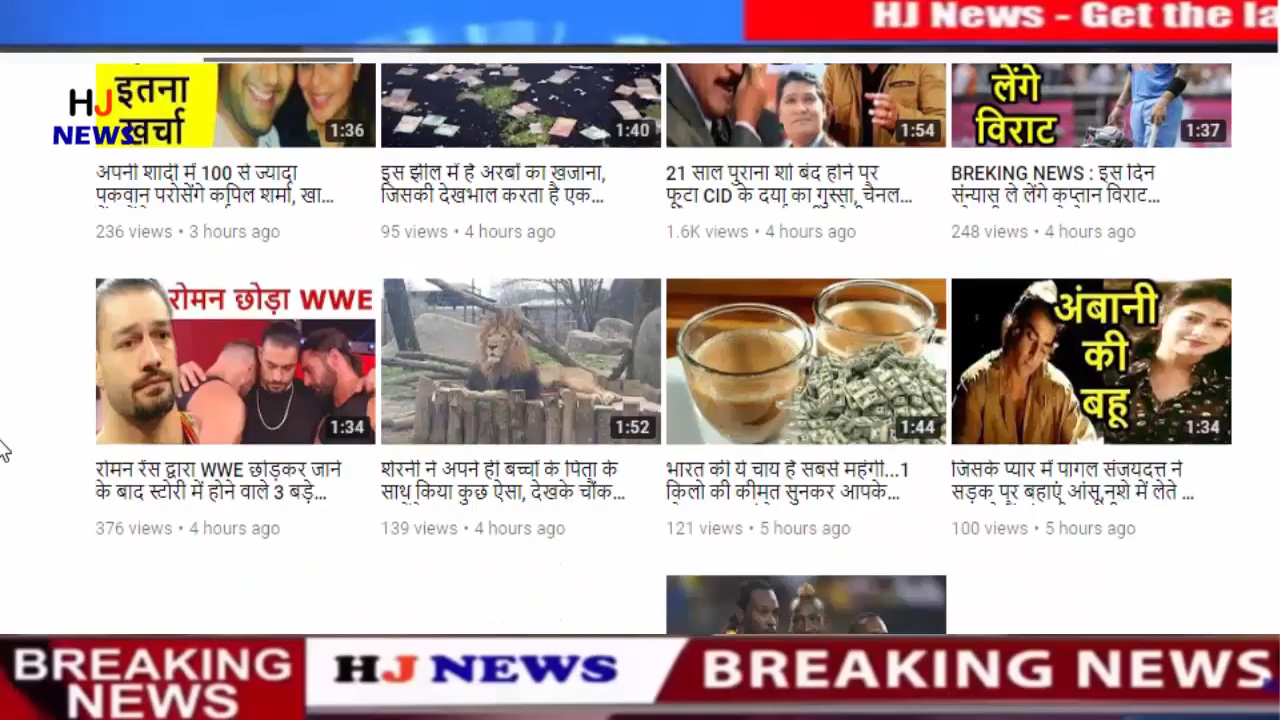 HJ News - Get the la
HJ
NEWS
इतना
खर्चा
1:36
1:40
1:54
लेंगे
विराट
1:37
अपनी शादी में 100 से ज्यादा
पकवान परोसेंगे कपिल शर्मा, खा...
236 views • 3 hours ago
इस झील में है अरबों का खजाना,
जिसकी देखभाल करता है एक...
95 views • 4 hours ago
21 साल पुराना शो बंद होने पर
फूटा CID के दया का गुस्सा, चैनल...
1.6K views • 4 hours ago
BREKING NEWS : इस दिन
संन्यास ले लेंगे कप्तान विराट...
248 views • 4 hours ago
रोमन छोड़ा WWE
1:34
1:52
1:44
अंबानी
की
बहू
1:34
रोमन रेंस द्वारा WWE छोड़कर जाने
के बाद स्टोरी में होने वाले 3 बड़े...
376 views • 4 hours ago
शेरनी ने अपने ही बच्चों के पिता के
साथ किया कुछ ऐसा, देखके चौंक...
139 views • 4 hours ago
भारत की ये चाय है सबसे महंगी...1
किलो की कीमत सुनकर आपके...
121 views • 5 hours ago
जिसके प्यार में पागल संजयदत्त ने
सड़क पर बहाएं आंसू,नशे में लेते ...
100 views • 5 hours ago
BREAKING
NEWS
HJ NEWS
BREAKING NEWS